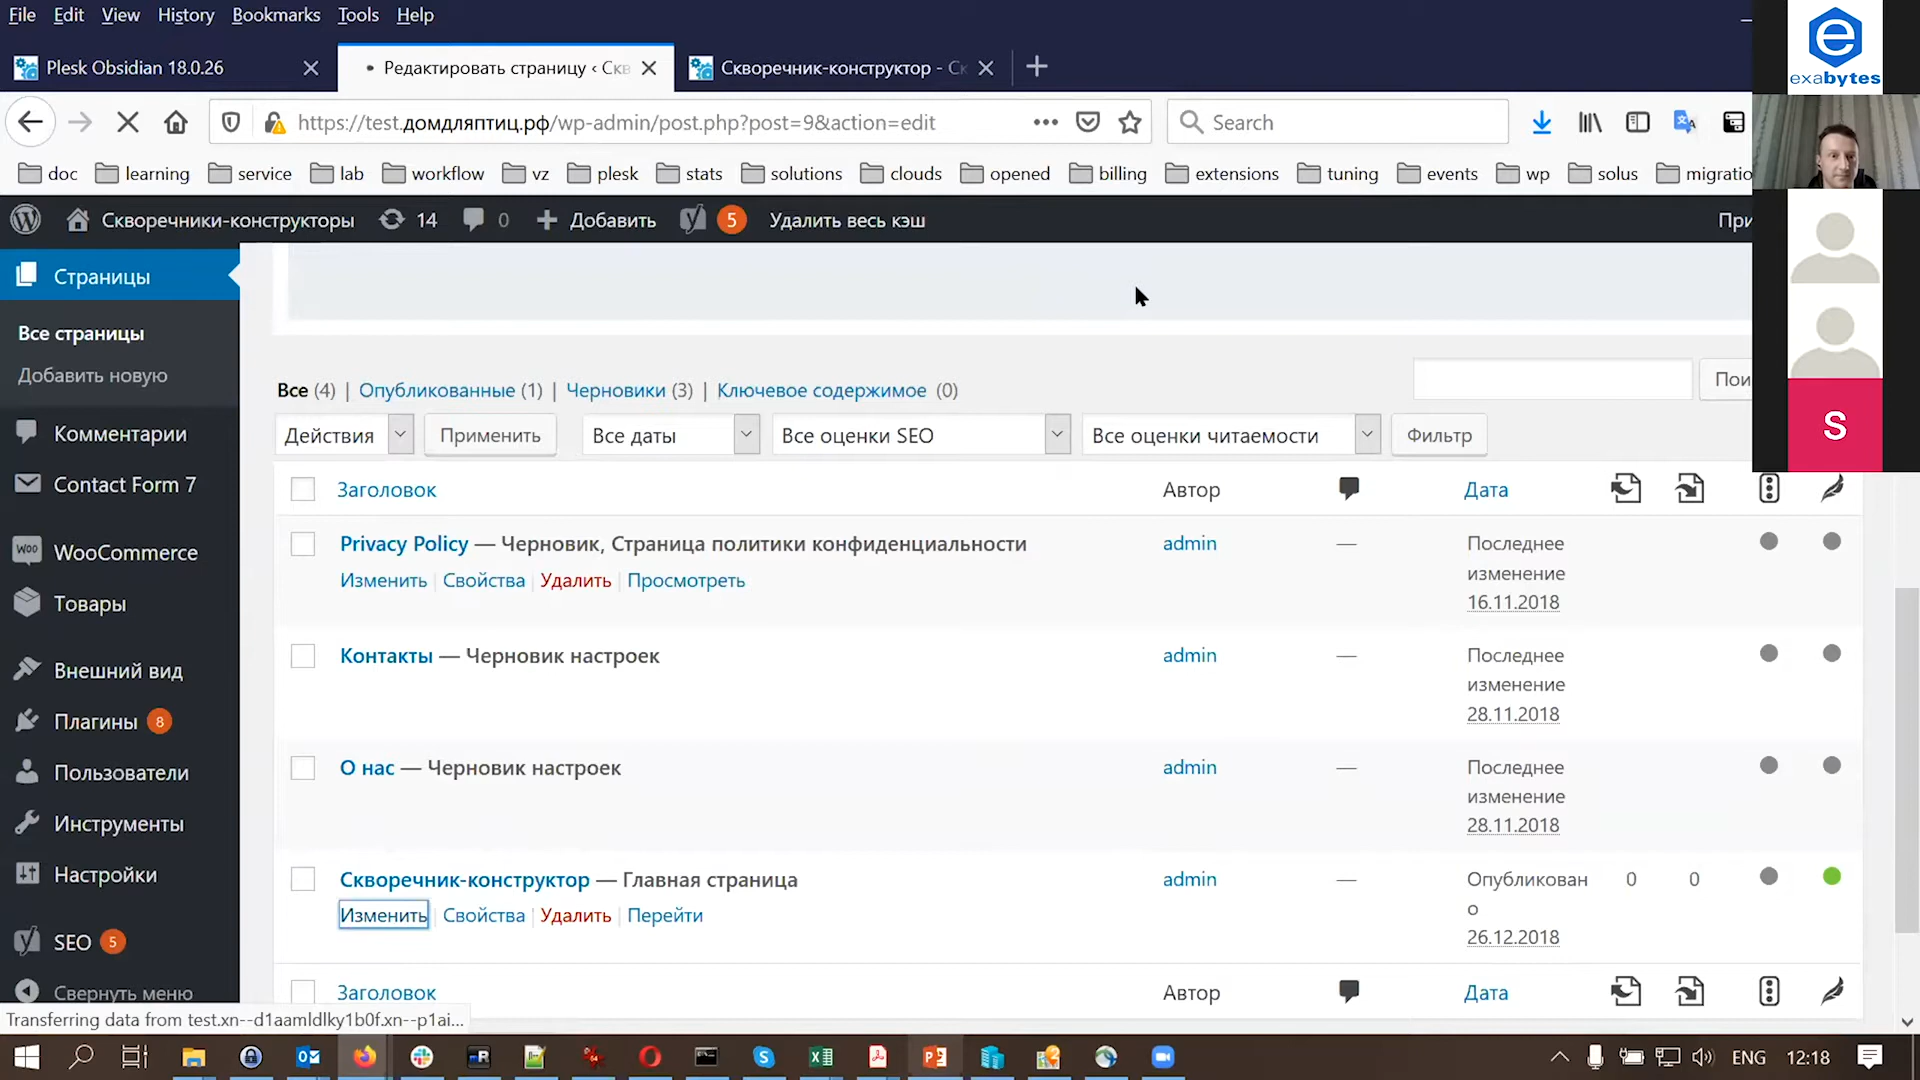 File Edit View History Bookmarks Tools Help
Plesk Obsidian 18.0.26
Редактировать страницу ‹ Скв
Скворечник-конструктор - Ск
https://test.домдляптиц.рф/wp-admin/post.php?post=9&action=edit
Search
doc learning service lab workflow vz plesk stats solutions clouds opened billing extensions tuning events wp solus migratio
exabytes
S
Скворечники-конструкторы 14 0 Добавить 5 Удалить весь кэш При
Страницы
Все страницы
Добавить новую
Комментарии
Contact Form 7
WooCommerce
Товары
Внешний вид
Плагины 8
Пользователи
Инструменты
Настройки
SEO 5
Свернуть меню
Все (4) | Опубликованные (1) | Черновики (3) | Ключевое содержимое (0)
Пои
Действия Применить Все даты Все оценки SEO Все оценки читаемости Фильтр
Заголовок Автор Дата
Privacy Policy — Черновик, Страница политики конфиденциальности admin — Последнее
изменение
16.11.2018
Изменить | Свойства | Удалить | Просмотреть
Контакты — Черновик настроек admin — Последнее
изменение
28.11.2018
О нас — Черновик настроек admin — Последнее
изменение
28.11.2018
Скворечник-конструктор — Главная страница admin — Опубликован 0 0
о
26.12.2018
Изменить | Свойства | Удалить | Перейти
Заголовок Автор Дата
Transferring data from test.xn--d1aamldlky1b0f.xn--p1ai...
ENG 12:18